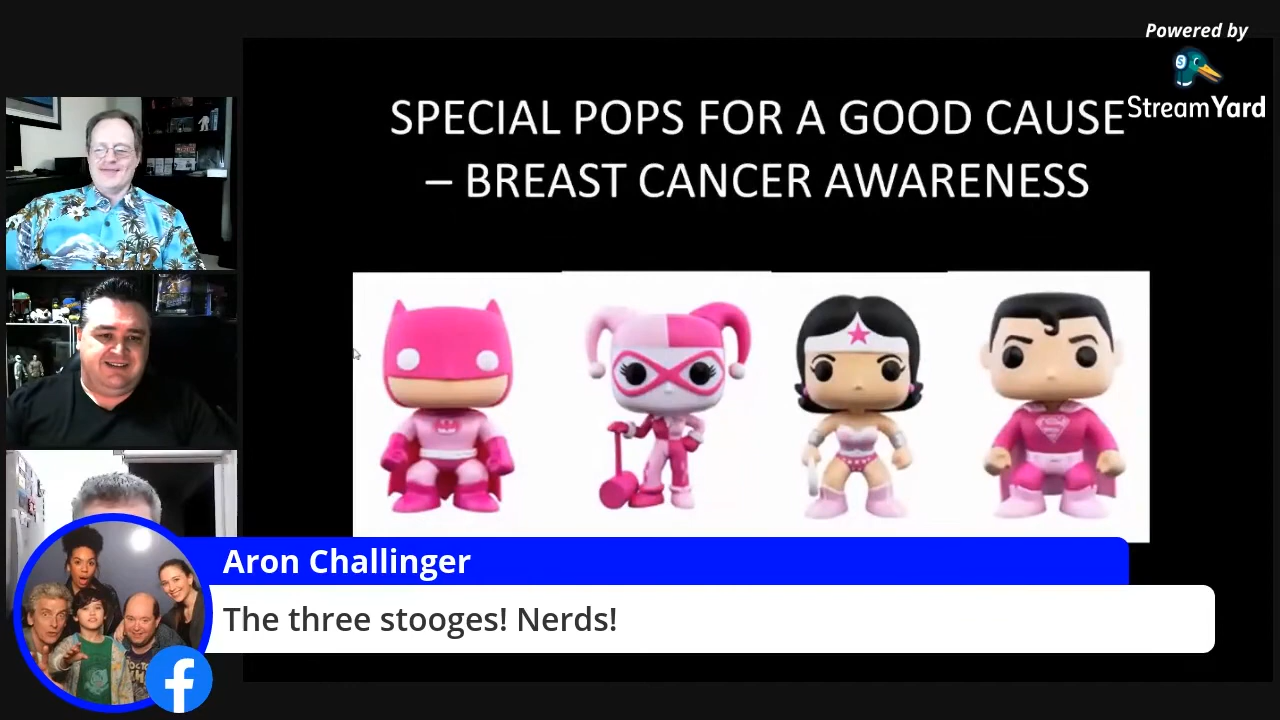 Powered by
StreamYard
SPECIAL POPS FOR A GOOD CAUSE
– BREAST CANCER AWARENESS
Aron Challinger
The three stooges! Nerds!